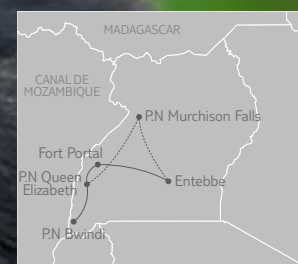 MADAGASCAR
CANAL DE
MOZAMBIQUE
P.N Murchison Falls
Fort Portal
P.N Queen
Elizabeth
Entebbe
P.N Bwindi